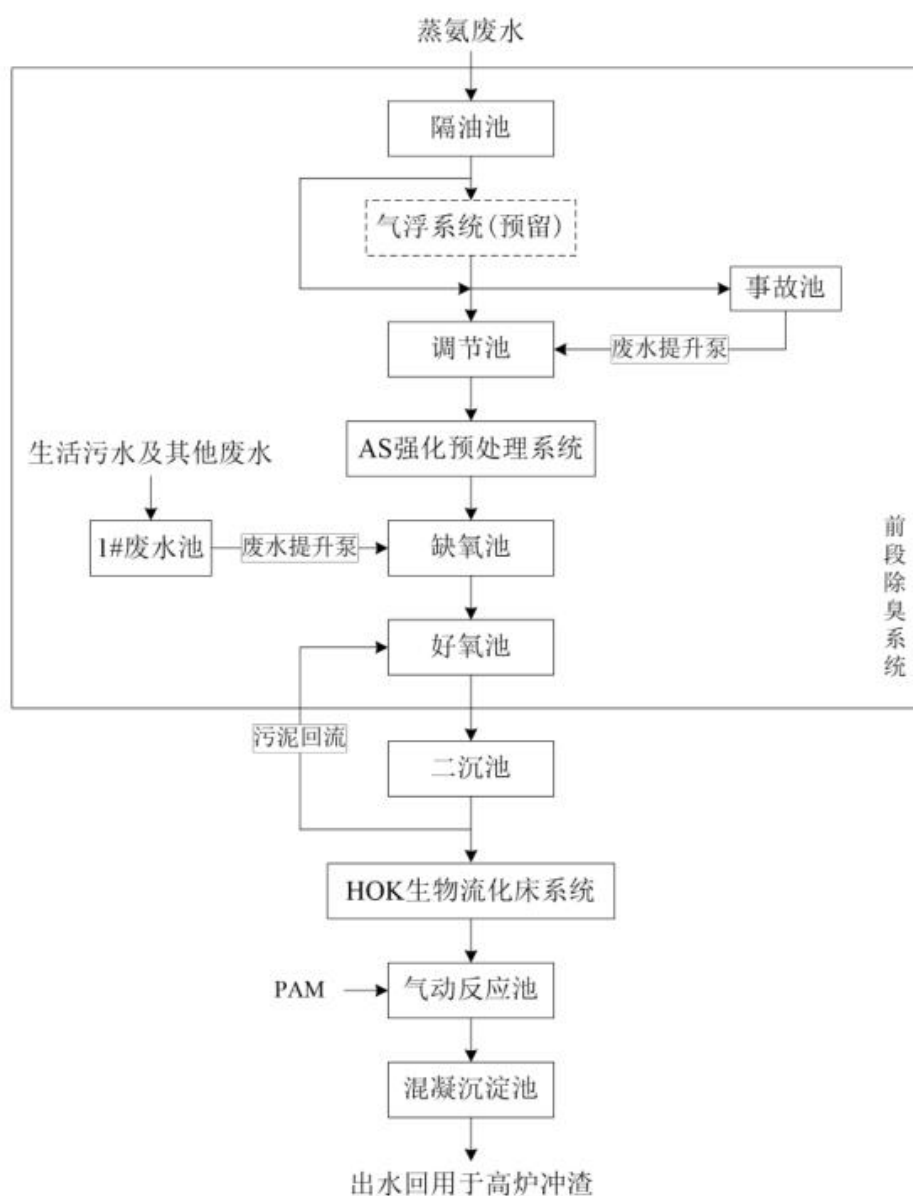 蒸氨废水
隔油池
气浮系统(预留)
事故池
调节池
废水提升泵
AS强化预处理系统
生活污水及其他废水
1#废水池
废水提升泵
缺氧池
前段除臭系统
好氧池
污泥回流
二沉池
HOK生物流化床系统
PAM
气动反应池
混凝沉淀池
出水回用于高炉冲渣